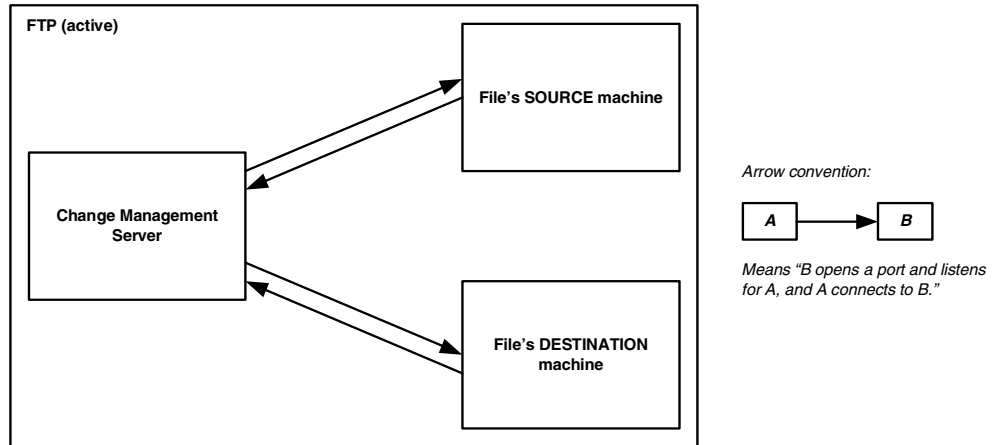 FTP (active)
File's SOURCE machine
Change Management
Server
File's DESTINATION
machine
Arrow convention:
A
B
Means “B opens a port and listens
for A, and A connects to B.”